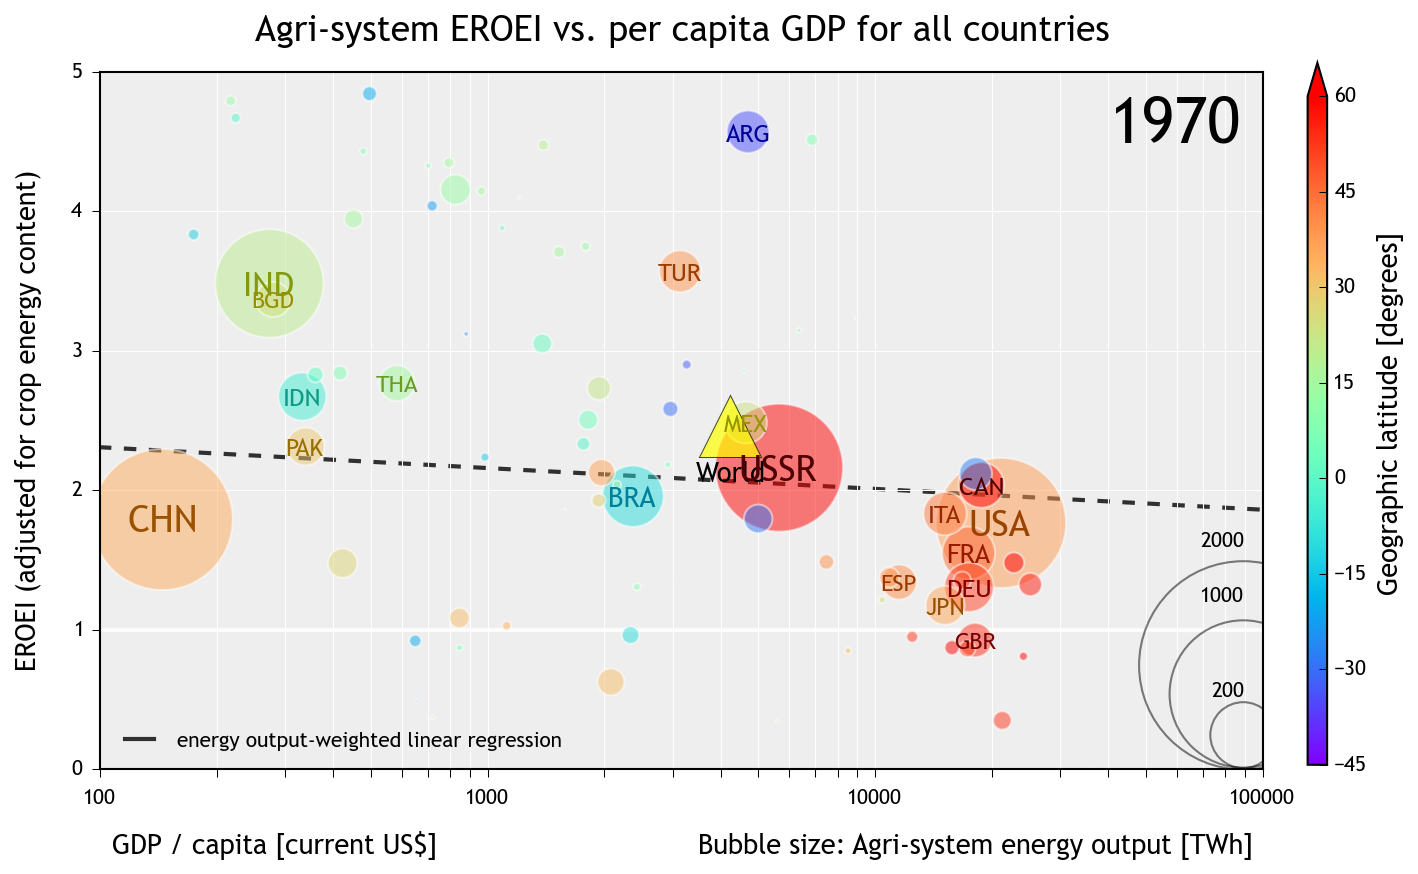 Agri-system EROEI vs. per capita GDP for all countries
1970
EROEI (adjusted for crop energy content)
5
4
3
2
1
0
ARG
TUR
IND
BGD
IDN
THA
PAK
MEX
World
USSR
CHN
BRA
CAN
ITA
USA
FRA
ESP
DEU
JPN
GBR
2000
1000
200
energy output-weighted linear regression
100
1000
10000
100000
GDP / capita [current US$]
Bubble size: Agri-system energy output [TWh]
60
45
30
15
0
−15
−30
−45
Geographic latitude [degrees]